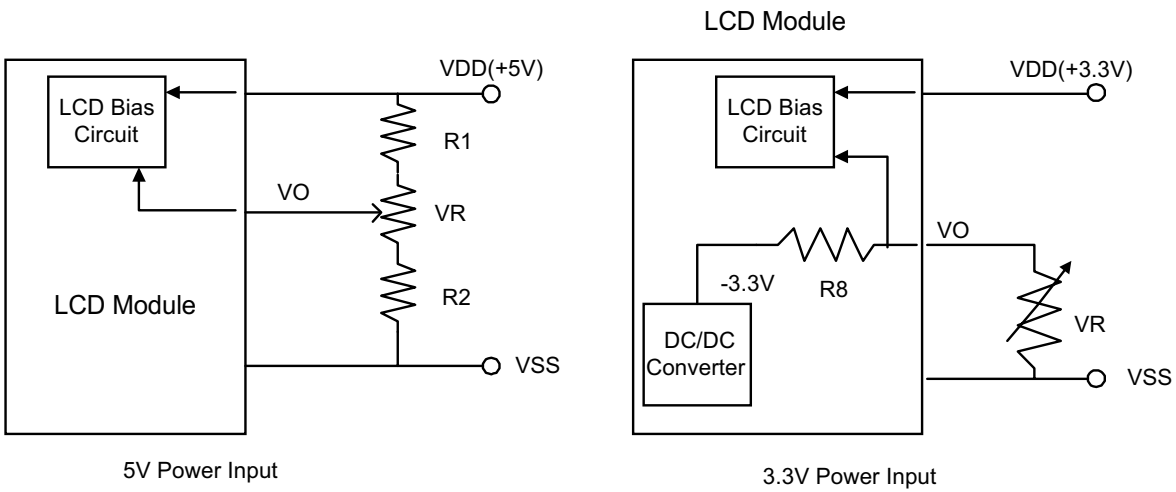 LCD Module
VDD(+5V)
LCD Bias
Circuit
R1
VO
VR
R2
LCD Module
VSS
5V Power Input
VDD(+3.3V)
LCD Bias
Circuit
VO
-3.3V
R8
VR
DC/DC
Converter
VSS
3.3V Power Input